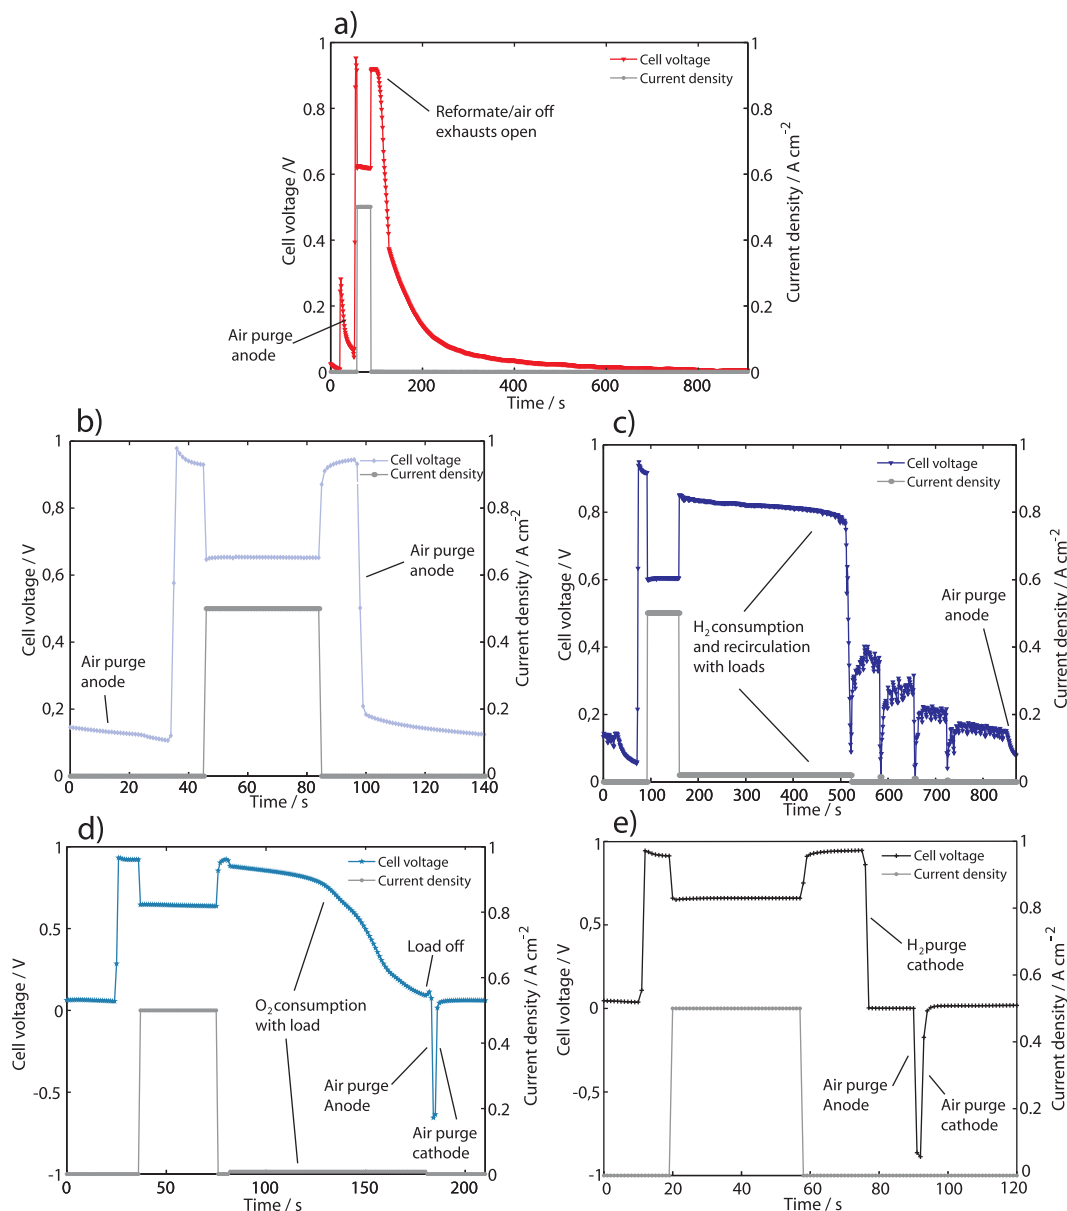 a)
1
0.8
0.6
0.4
0.2
0
1
0.8
0.6
0.4
0.2
0
0
200
400
600
800
Cell voltage /V
Current density / A cm-2
Time / s
Cell voltage
Current density
Reformate/air off
exhausts open
Air purge
anode
b)
1
0.8
0.6
0.4
0,2
0
1
0.8
0.6
0.4
0.2
0
0
20
40
60
80
100
120
140
Cell voltage / V
Current density / A cm-2
Time / s
Cell voltage
Current density
Air purge
anode
Air purge
anode
c)
1
0.8
0.6
0.4
0,2
0
1
0.8
0.6
0.4
0.2
0
0
100
200
300
400
500
600
700
800
Cell voltage / V
Current density / A cm-2
Time / s
Cell voltage
Current density
H2 consumption
and recirculation
with loads
Air purge
anode
d)
1
0.5
0
-0.5
-1
1
0.8
0.6
0.4
0.2
0
0
50
100
150
200
Cell voltage / V
Current density / A cm-2
Time / s
Cell voltage
Current density
O2 consumption
with load
Load off
Air purge
Anode
Air purge
cathode
e)
1
0.5
0
-0.5
-1
1
0.8
0.6
0.4
0.2
0
0
20
40
60
80
100
120
Cell voltage / V
Current density / A cm-2
Time / s
Cell voltage
Current density
H2 purge
cathode
Air purge
Anode
Air purge
cathode